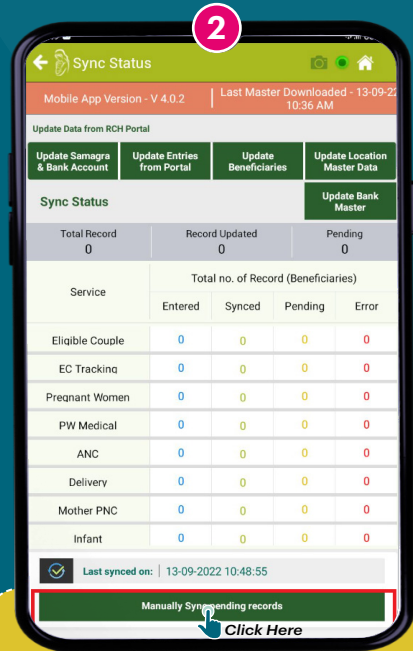 2
Sync Status
Mobile App Version - V 4.0.2
Last Master Downloaded - 13-09-22
10:36 AM
Update Data from RCH Portal
Update Samagra
& Bank Account
Update Entries
from Portal
Update
Beneficiaries
Update Location
Master Data
Sync Status
Update Bank
Master
Total Record
0
Record Updated
0
Pending
0
Service
Total no. of Record (Beneficiaries)
Entered Synced Pending Error
Eligible Couple 0 0 0 0
EC Tracking 0 0 0 0
Pregnant Women 0 0 0 0
PW Medical 0 0 0 0
ANC 0 0 0 0
Delivery 0 0 0 0
Mother PNC 0 0 0 0
Infant 0 0 0 0
Last synced on: | 13-09-2022 10:48:55
Manually Sync pending records
Click Here